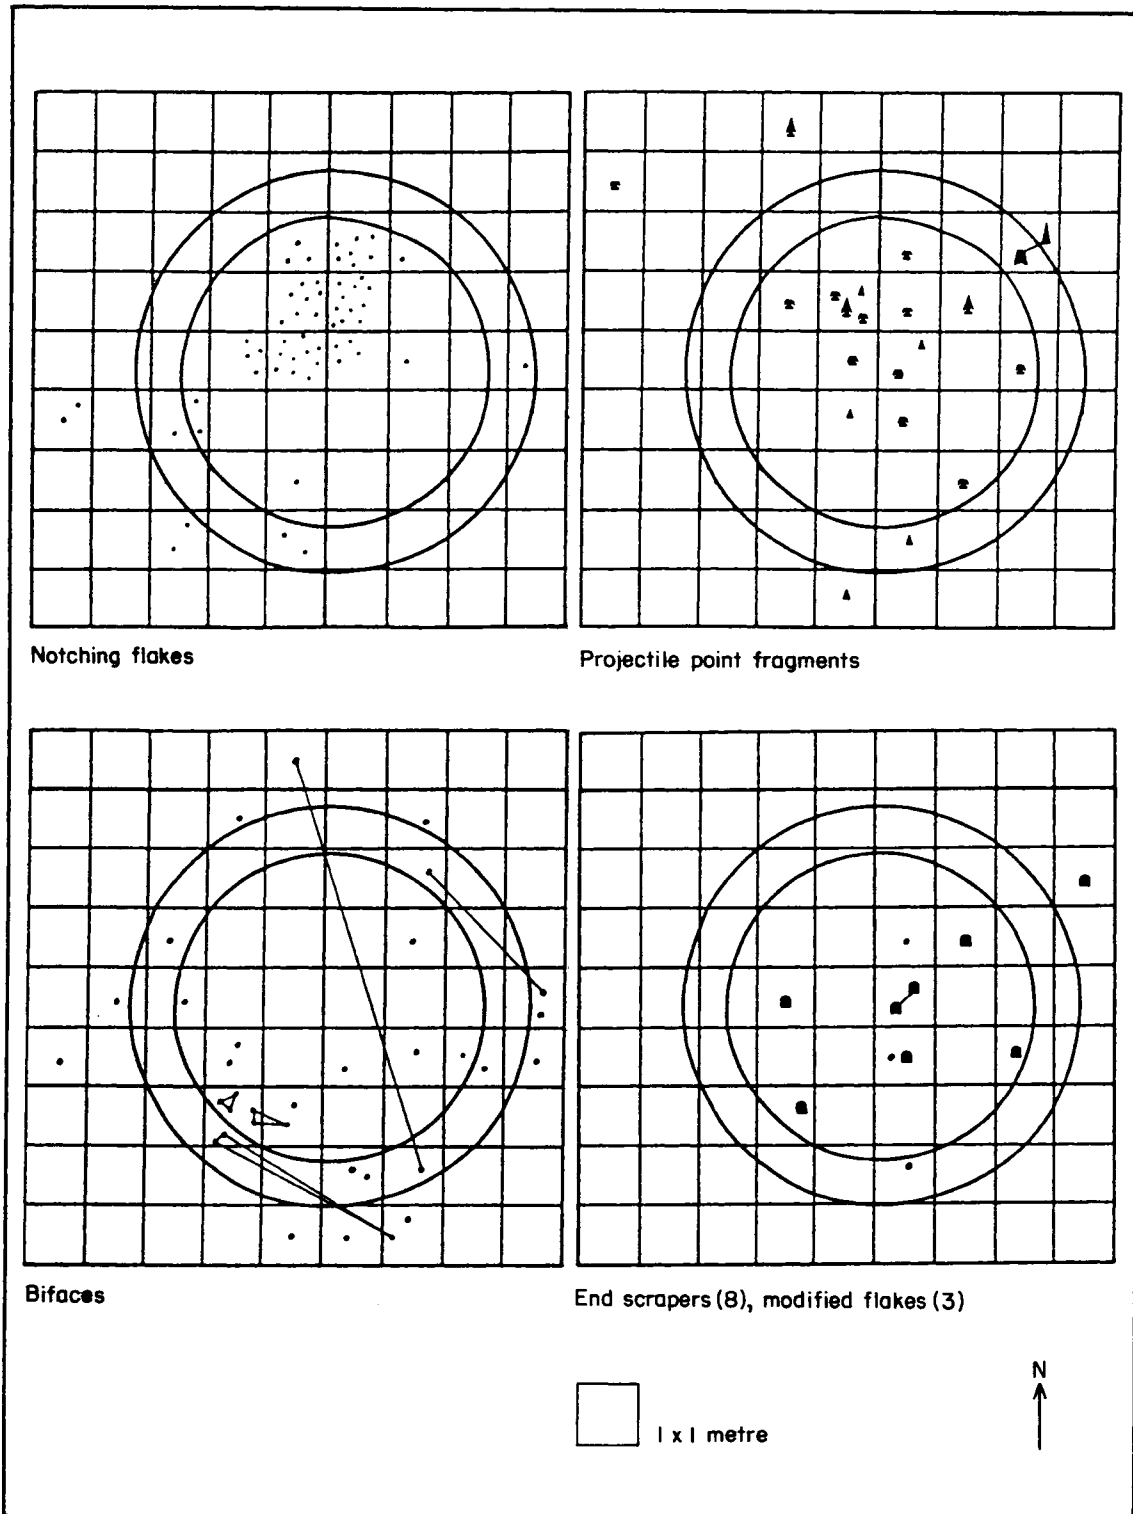 Notching flakes
Projectile point fragments
Bifaces
End scrapers (8), modified flakes (3)
N
1 x 1 metre